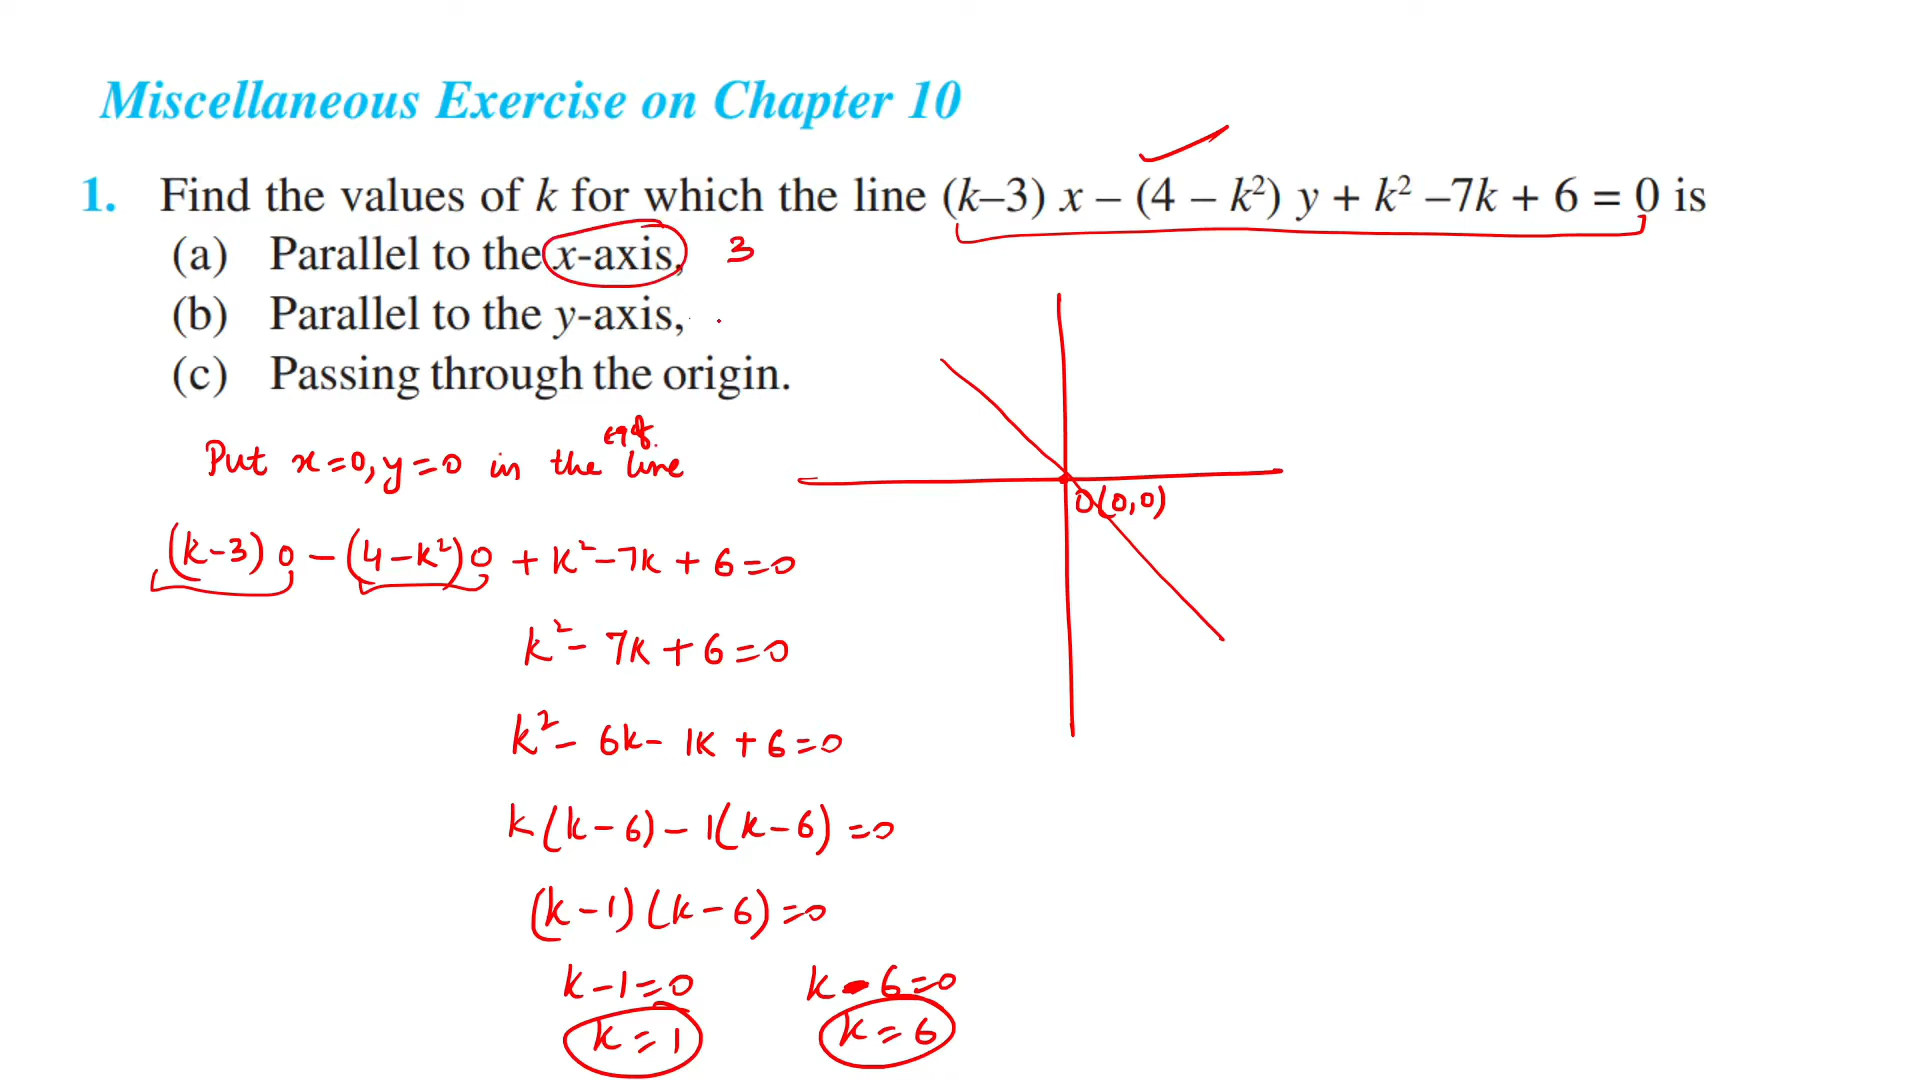 Miscellaneous Exercise on Chapter 10
1. Find the values of k for which the line (k–3) x – (4 – k²) y + k² –7k + 6 = 0 is
(a) Parallel to the x-axis, 3
(b) Parallel to the y-axis,
(c) Passing through the origin.
eqn.
Put x=0, y=0 in the line
O(0,0)
(k-3) 0 - (4-k²) 0 + k²-7k + 6=0
k²- 7k + 6=0
k²- 6k- 1k + 6=0
k(k-6) - 1(k-6) =0
(k-1) (k-6) =0
k-1=0 k-6=0
k=1 k=6